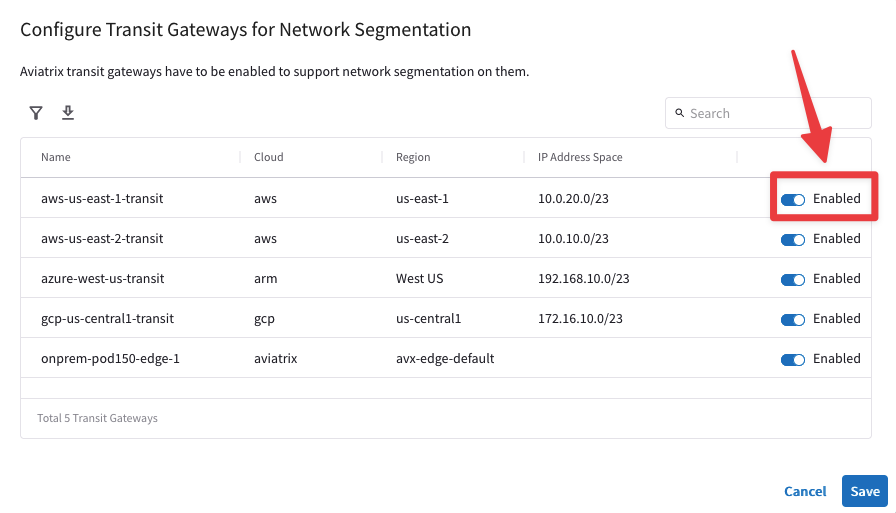 Configure Transit Gateways for Network Segmentation
Aviatrix transit gateways have to be enabled to support network segmentation on them.
Search
Name Cloud Region IP Address Space
aws-us-east-1-transit aws us-east-1 10.0.20.0/23 Enabled
aws-us-east-2-transit aws us-east-2 10.0.10.0/23 Enabled
azure-west-us-transit arm West US 192.168.10.0/23 Enabled
gcp-us-central1-transit gcp us-central1 172.16.10.0/23 Enabled
onprem-pod150-edge-1 aviatrix avx-edge-default Enabled
Total 5 Transit Gateways
Cancel Save